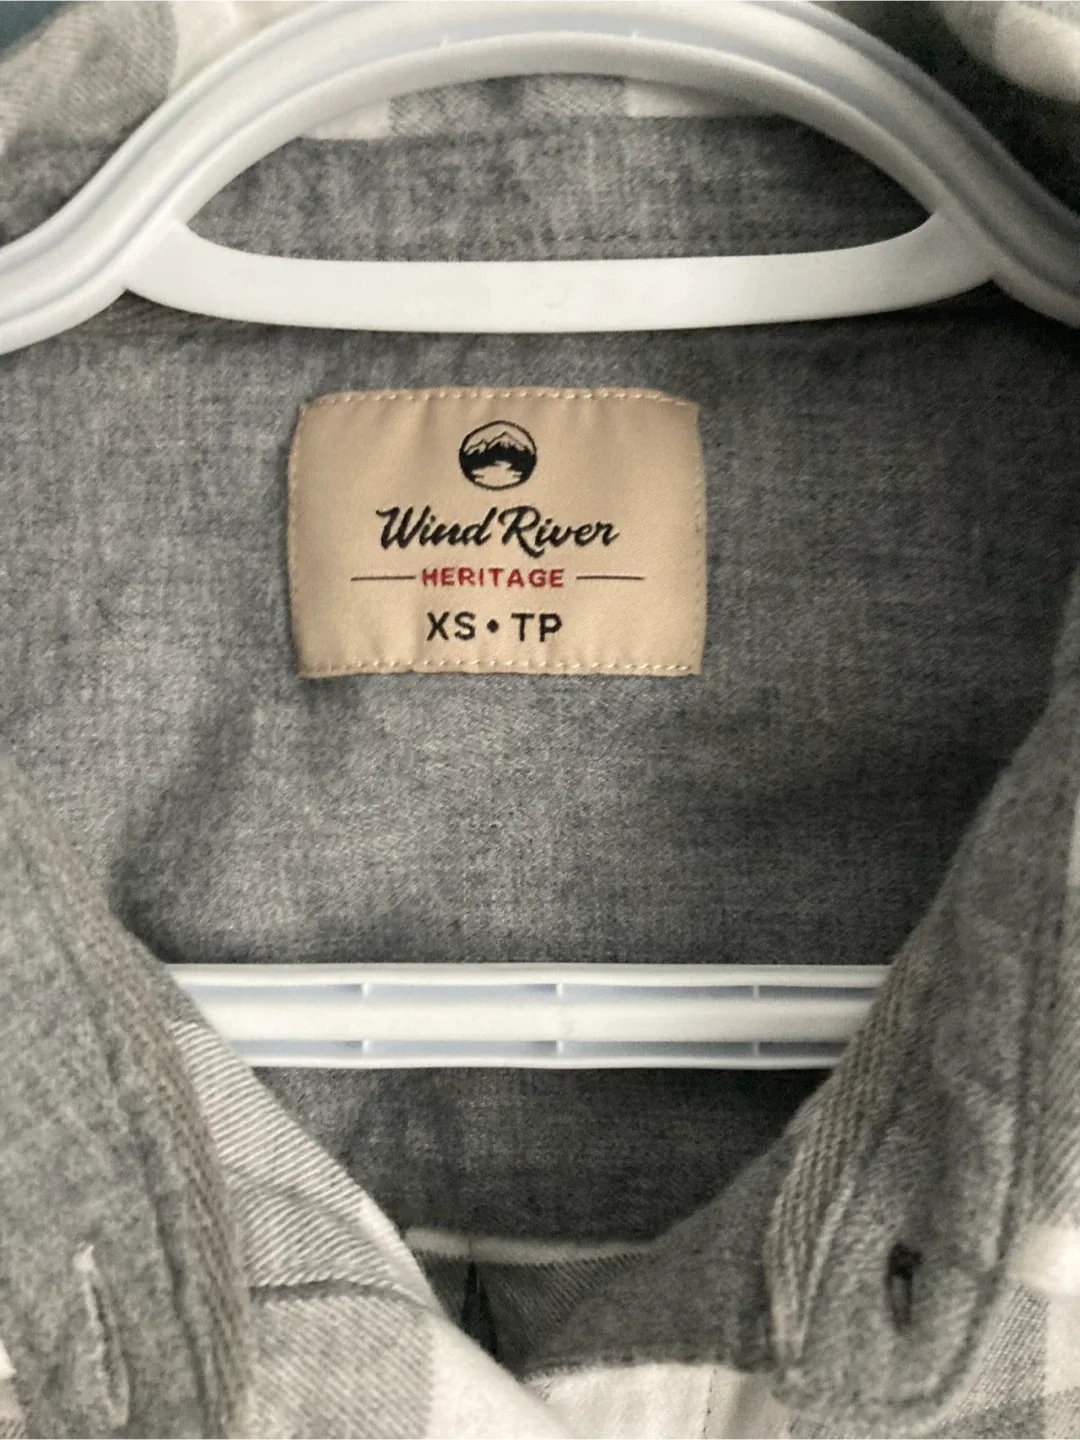 Wind River
HERITAGE
XS • TP